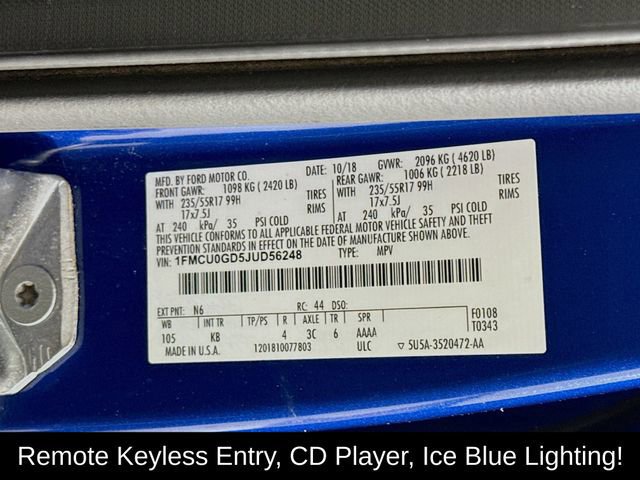 MFD. BY FORD MOTOR CO.
DATE: 10/18 GVWR: 2096 KG ( 4620 LB)
FRONT GAWR: 1098 KG ( 2420 LB)
REAR GAWR: 1006 KG ( 2218 LB)
WITH 235/55R17 99H TIRES
WITH 235/55R17 99H TIRES
17x7.5J RIMS
17x7.5J RIMS
AT 240 kPa/ 35 PSI COLD
AT 240 kPa/ 35 PSI COLD
THIS VEHICLE CONFORMS TO ALL APPLICABLE FEDERAL MOTOR VEHICLE SAFETY AND THEFT
PREVENTION STANDARDS IN EFFECT ON THE DATE OF MANUFACTURE SHOWN ABOVE.
VIN: 1FMCU0GD5JUD56248 TYPE: MPV
EXT PNT: N6 RC: 44 DSO: F0108
WB INT TR TP/PS R AXLE TR SPR T0343
105 KB 4 3C 6 AAAA
MADE IN U.S.A. 1201810077803 ULC ▽ 5U5A-3520472-AA
Remote Keyless Entry, CD Player, Ice Blue Lighting!